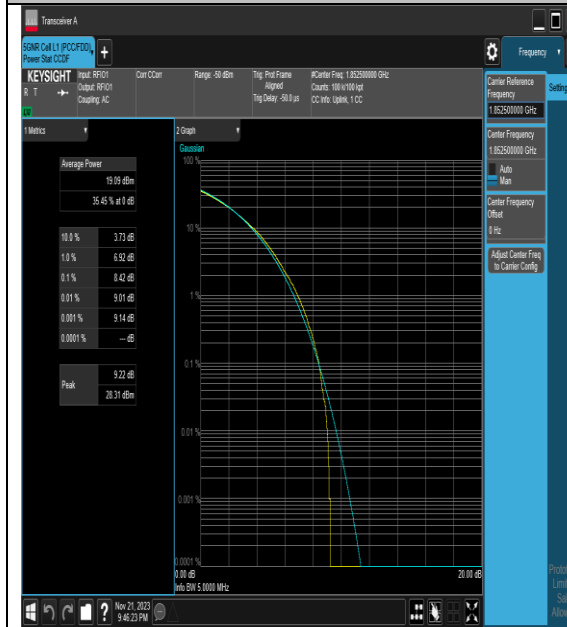 Transceiver A
5GNR Cell L1 (PCC/FDD),
Power Stat CCDF
Frequency
KEYSIGHT
R T
Input: RFIO1
Output: RFIO1
Coupling: AC
Corr CCorr
Range: -50 dBm
Trig: Prot Frame
Aligned
Trig Delay: -50.0 µs
#Center Freq: 1.852500000 GHz
Counts: 100 k/100 kpt
CC Info: Uplink, 1 CC
Carrier Reference
Frequency
1.852500000 GHz
Setting
Center Frequency
1.852500000 GHz
Auto
Man
Center Frequency
Offset
0 Hz
Adjust Center Freq
to Carrier Config
1 Metrics
Average Power
19.09 dBm
35.45 % at 0 dB
10.0 % 3.73 dB
1.0 % 6.92 dB
0.1 % 8.42 dB
0.01 % 9.01 dB
0.001 % 9.14 dB
0.0001 % --- dB
Peak
9.22 dB
28.31 dBm
2 Graph
Gaussian
100 %
10 %
1 %
0.1 %
0.01 %
0.001 %
0.0001 %
0.00 dB
20.00 dB
Info BW 5.0000 MHz
Nov 21, 2023
9:46:23 PM